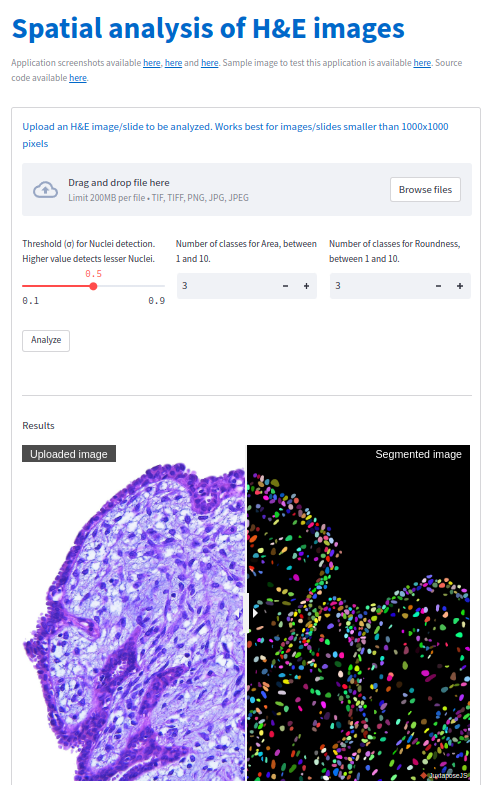 Spatial analysis of H&E images
Application screenshots available here, here and here. Sample image to test this application is available here. Source
code available here.
Upload an H&E image/slide to be analyzed. Works best for images/slides smaller than 1000x1000
pixels
Drag and drop file here
Limit 200MB per file • TIF, TIFF, PNG, JPG, JPEG
Browse files
Threshold (σ) for Nuclei detection.
Higher value detects lesser Nuclei.
0.5
0.1 0.9
Number of classes for Area, between
1 and 10.
3 − +
Number of classes for Roundness,
between 1 and 10.
3 − +
Analyze
Results
Uploaded image
Segmented image
JuxtaposeJS